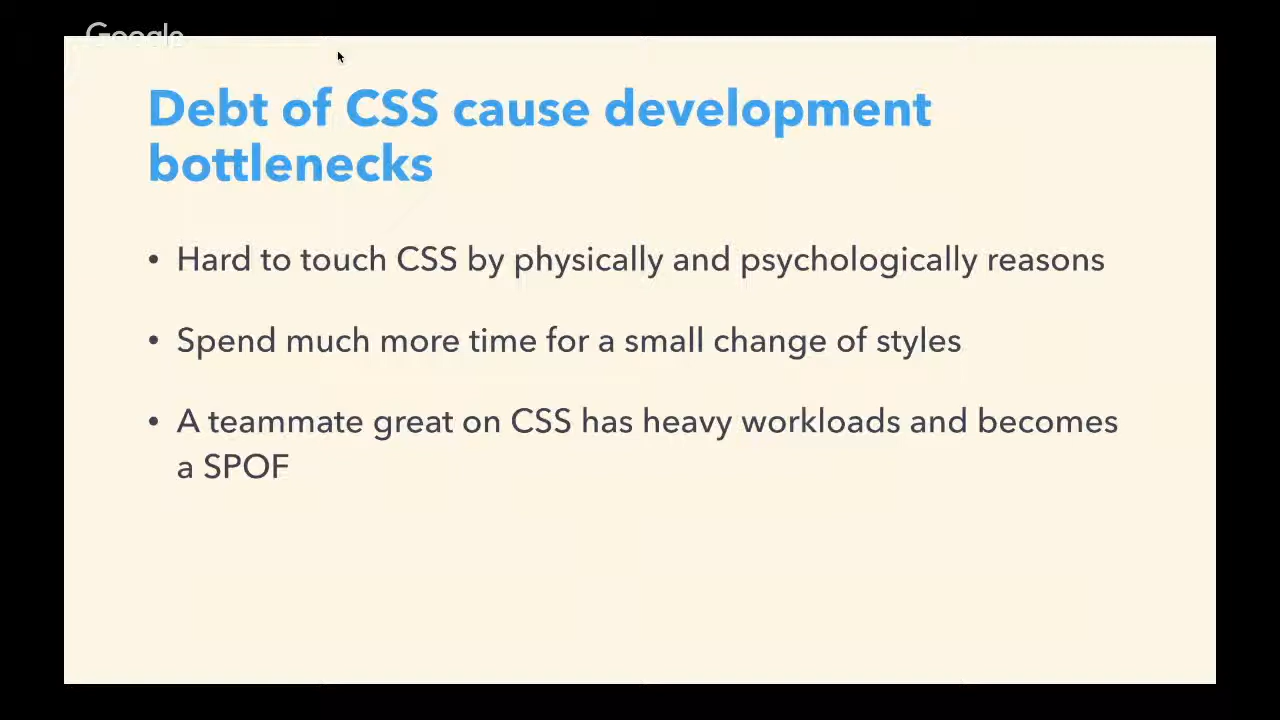 Google
Debt of CSS cause development
bottlenecks
• Hard to touch CSS by physically and psychologically reasons
• Spend much more time for a small change of styles
• A teammate great on CSS has heavy workloads and becomes
a SPOF